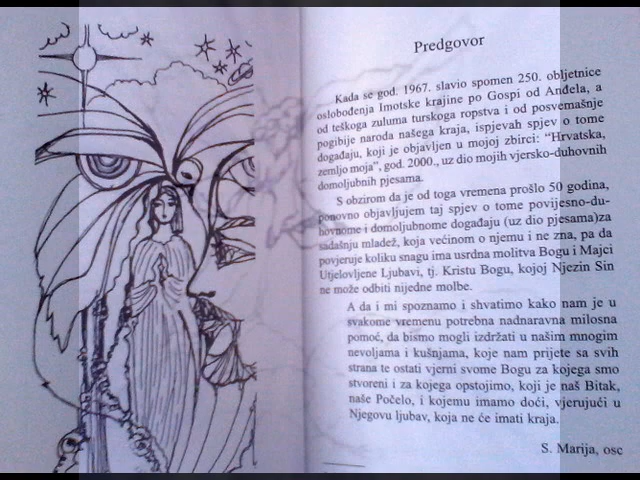 Predgovor
Kada se god. 1967. slavio spomen 250. obljetnice
oslobođenja Imotske krajine po Gospi od Anđela, a
od teškoga zuluma turskoga ropstva i od posvemašnje
pogibije naroda našega kraja, ispjevah spjev o tome
događaju, koji je objavljen u mojoj zbirci: “Hrvatska,
zemljo moja”, god. 2000., uz dio mojih vjersko-duhovnih
domoljubnih pjesama.
S obzirom da je od toga vremena prošlo 50 godina,
ponovno objavljujem taj spjev o tome povijesno-du-
hovnome i domoljubnome događaju (uz dio pjesama)za
sadašnju mladež, koja većinom o njemu i ne zna, pa da
povjeruje koliku snagu ima usrdna molitva Bogu i Majci
Utjelovljene Ljubavi, tj. Kristu Bogu, kojoj Njezin Sin
ne može odbiti nijedne molbe.
A da i mi spoznamo i shvatimo kako nam je u
svakome vremenu potrebna nadnaravna milosna
pomoć, da bismo mogli izdržati u našim mnogim
nevoljama i kušnjama, koje nam prijete sa svih
strana te ostati vjerni svome Bogu za kojega smo
stvoreni i za kojega opstojimo, koji je naš Bitak,
naše Počelo, i kojemu imamo doći, vjerujući u
Njegovu ljubav, koja ne će imati kraja.
S. Marija, osc